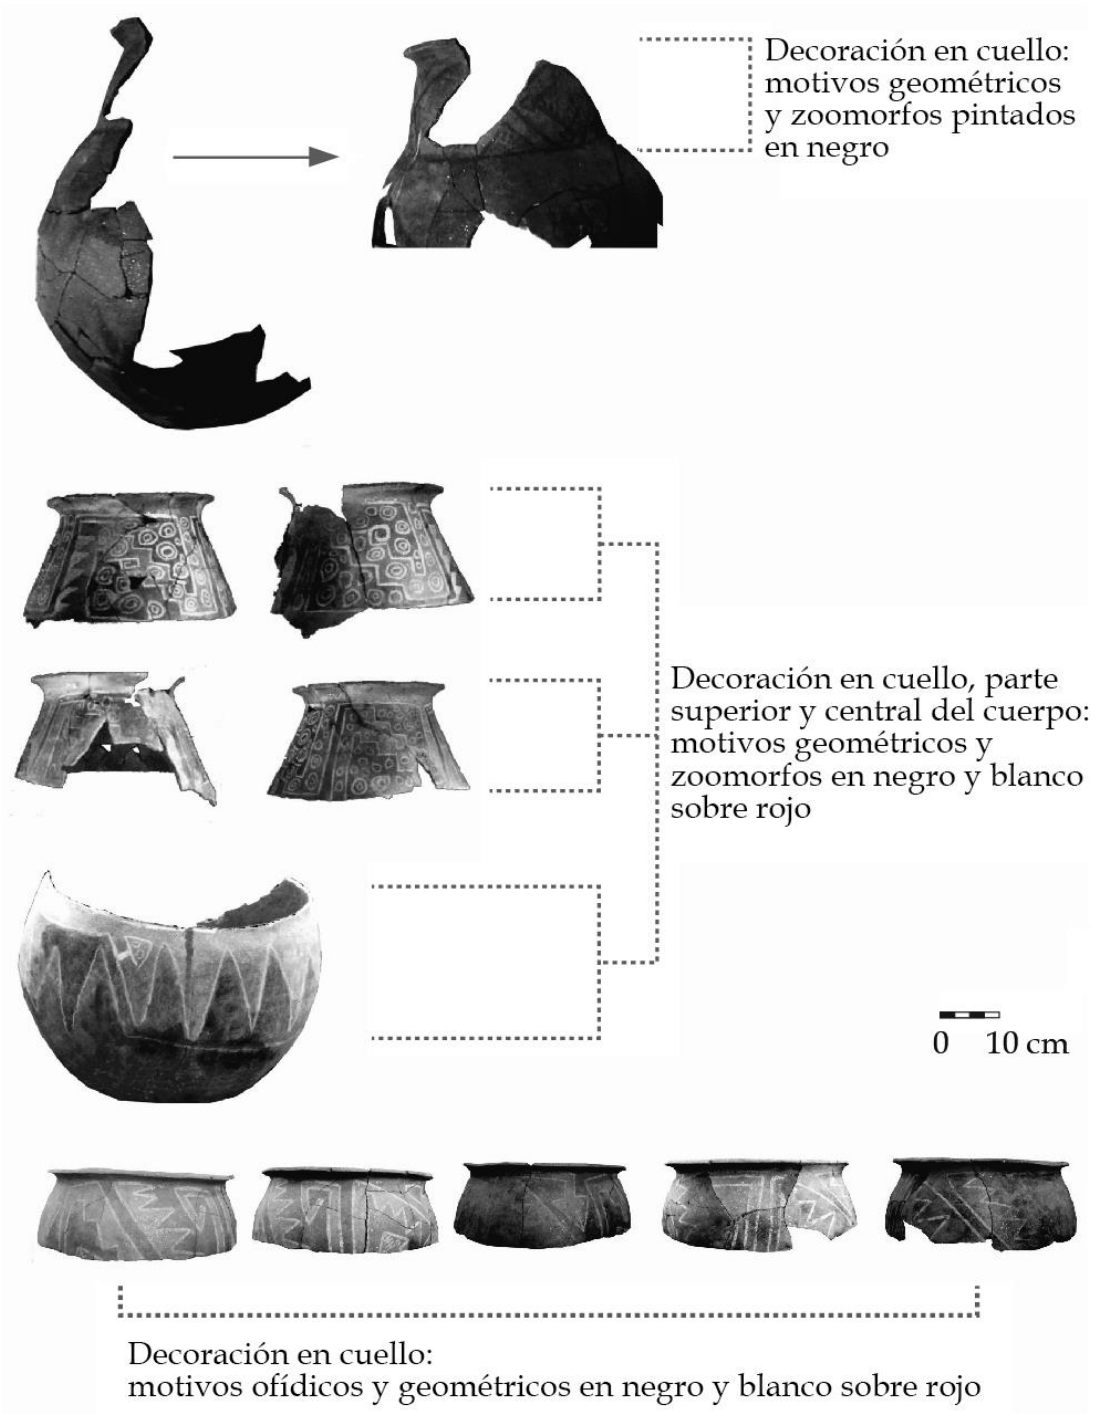 Decoración en cuello:
motivos geométricos
y zoomorfos pintados
en negro
Decoración en cuello, parte
superior y central del cuerpo:
motivos geométricos y
zoomorfos en negro y blanco
sobre rojo
0 10 cm
Decoración en cuello:
motivos ofídicos y geométricos en negro y blanco sobre rojo